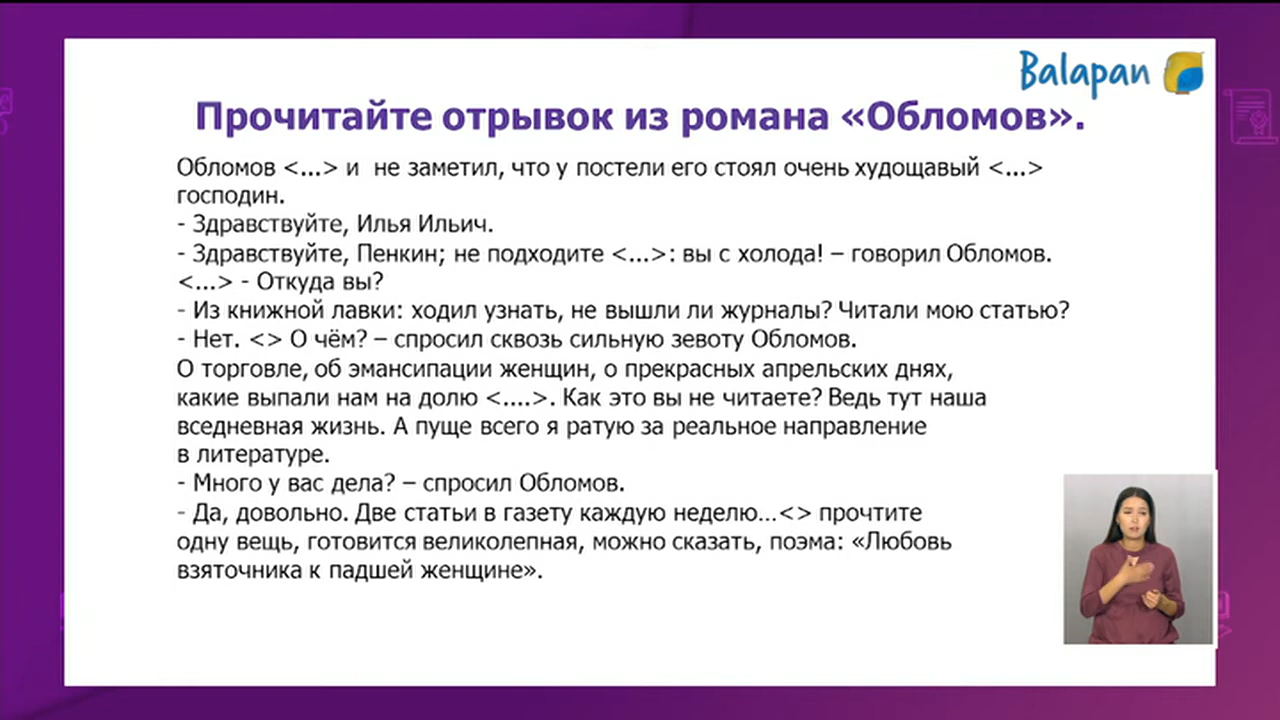 Balapan
Прочитайте отрывок из романа «Обломов».
Обломов <...> и  не заметил, что у постели его стоял очень худощавый <...>
господин.
- Здравствуйте, Илья Ильич.
- Здравствуйте, Пенкин; не подходите <...>: вы с холода! – говорил Обломов.
<...> - Откуда вы?
- Из книжной лавки: ходил узнать, не вышли ли журналы? Читали мою статью?
- Нет. <> О чём? – спросил сквозь сильную зевоту Обломов.
О торговле, об эмансипации женщин, о прекрасных апрельских днях,
какие выпали нам на долю <....>. Как это вы не читаете? Ведь тут наша
вседневная жизнь. А пуще всего я ратую за реальное направление
в литературе.
- Много у вас дела? – спросил Обломов.
- Да, довольно. Две статьи в газету каждую неделю...<> прочтите
одну вещь, готовится великолепная, можно сказать, поэма: «Любовь
взяточника к падшей женщине».